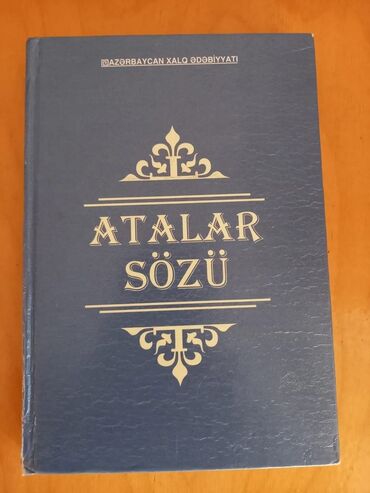 AZƏRBAYCAN XALQ ƏDƏBİYYATI
ATALAR
SÖZÜ